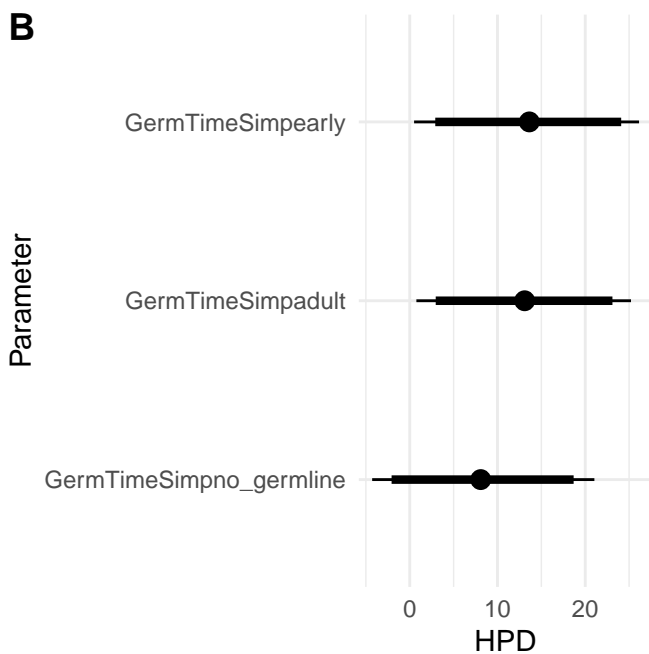 B
GermTimeSimpearly
GermTimeSimpadult
GermTimeSimpno_germline
Parameter
0 10 20
HPD